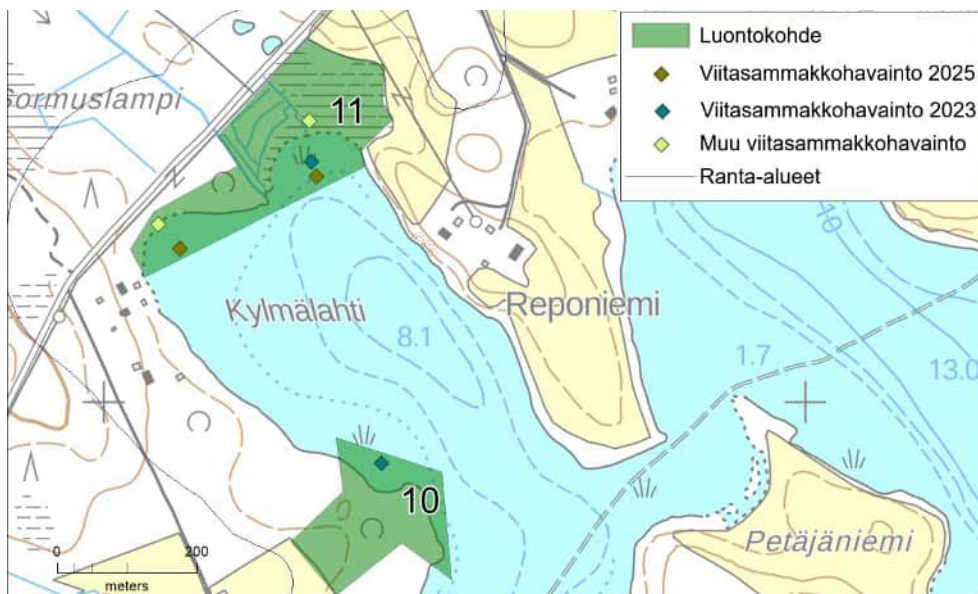 Luontokohde
Viitasammakkohavainto 2025
Viitasammakkohavainto 2023
Muu viitasammakkohavainto
Ranta-alueet
Sormuslampi
11
10
Kylmälahti
Reponiemi
8.1
1.7
13.0
10
Petäjäniemi
0
200
meters